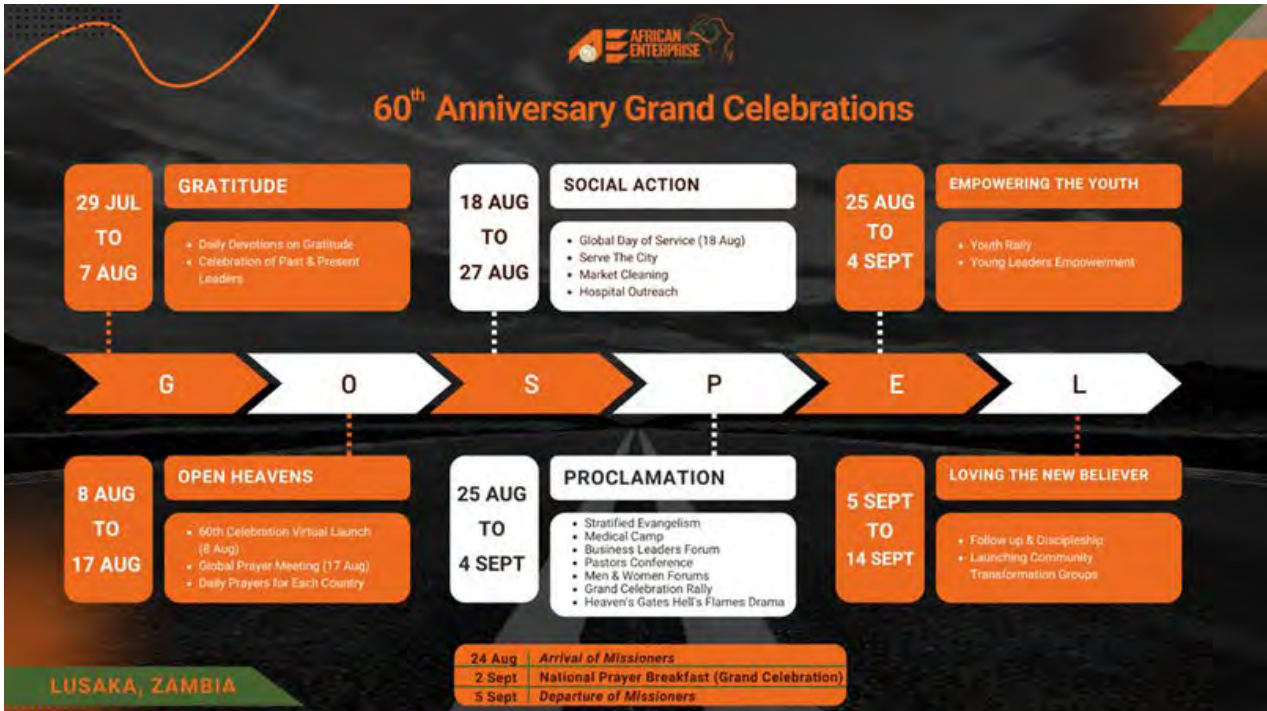 AFRICAN
ENTERPRISE
60th Anniversary Grand Celebrations
29 JUL
TO
7 AUG
GRATITUDE
• Daily Devotions on Gratitude
• Celebration of Past & Present
Leaders
18 AUG
TO
27 AUG
SOCIAL ACTION
• Global Day of Service (18 Aug)
• Serve The City
• Market Cleaning
• Hospital Outreach
25 AUG
TO
4 SEPT
EMPOWERING THE YOUTH
• Youth Rally
• Young Leaders Empowerment
G
O
S
P
E
L
8 AUG
TO
17 AUG
OPEN HEAVENS
• 60th Celebration Virtual Launch
(8 Aug)
• Global Prayer Meeting (17 Aug)
• Daily Prayers for Each Country
25 AUG
TO
4 SEPT
PROCLAMATION
• Stratified Evangelism
• Medical Camp
• Business Leaders Forum
• Pastors Conference
• Men & Women Forums
• Grand Celebration Rally
• Heaven's Gates Hell's Flames Drama
5 SEPT
TO
14 SEPT
LOVING THE NEW BELIEVER
• Follow up & Discipleship
• Launching Community
Transformation Groups
24 Aug Arrival of Missioners
2 Sept National Prayer Breakfast (Grand Celebration)
5 Sept Departure of Missioners
LUSAKA, ZAMBIA